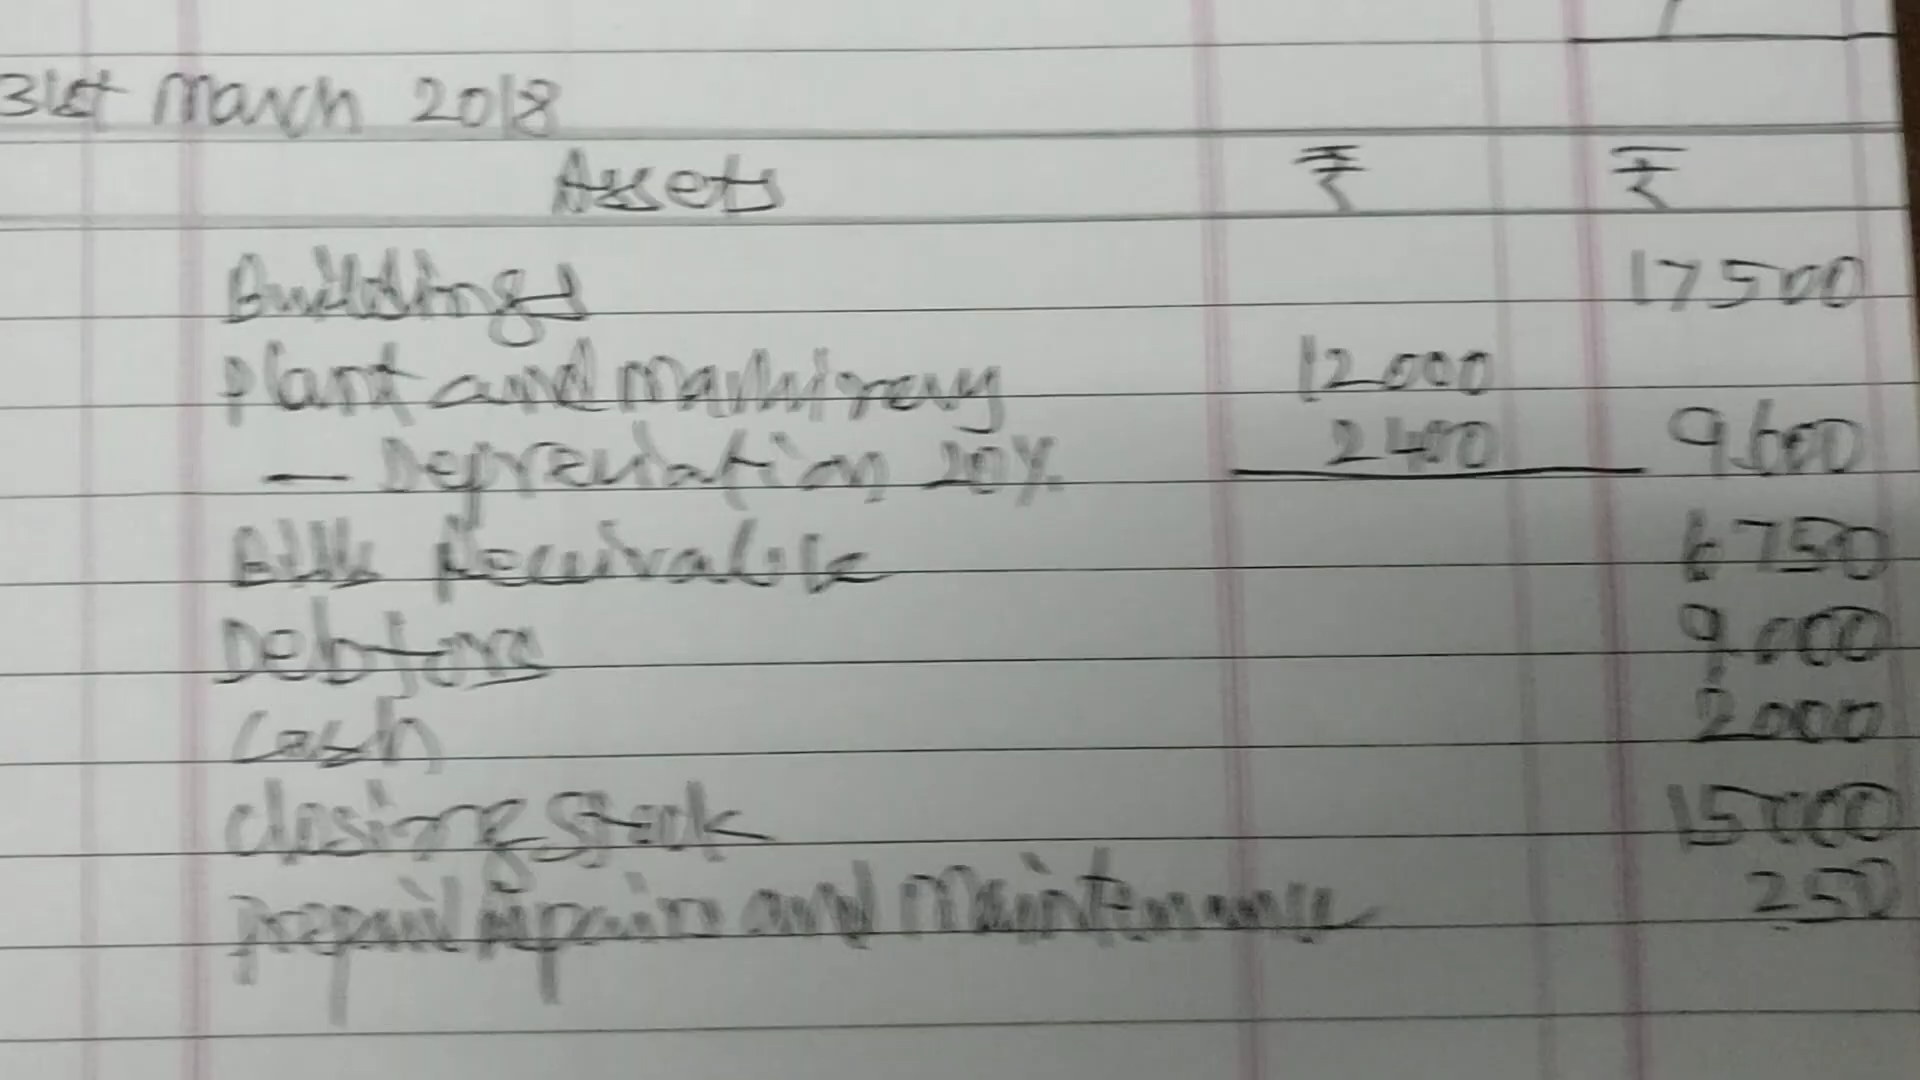 31st March 2018
Assets ₹ ₹
Buildings 17500
Plant and Machinery 12000
— Depreciation 20% 2400 9600
Bills Receivable 6750
Debtors 9000
Cash 2000
Closing Stock 15000
Prepaid Repairs and Maintenance 250